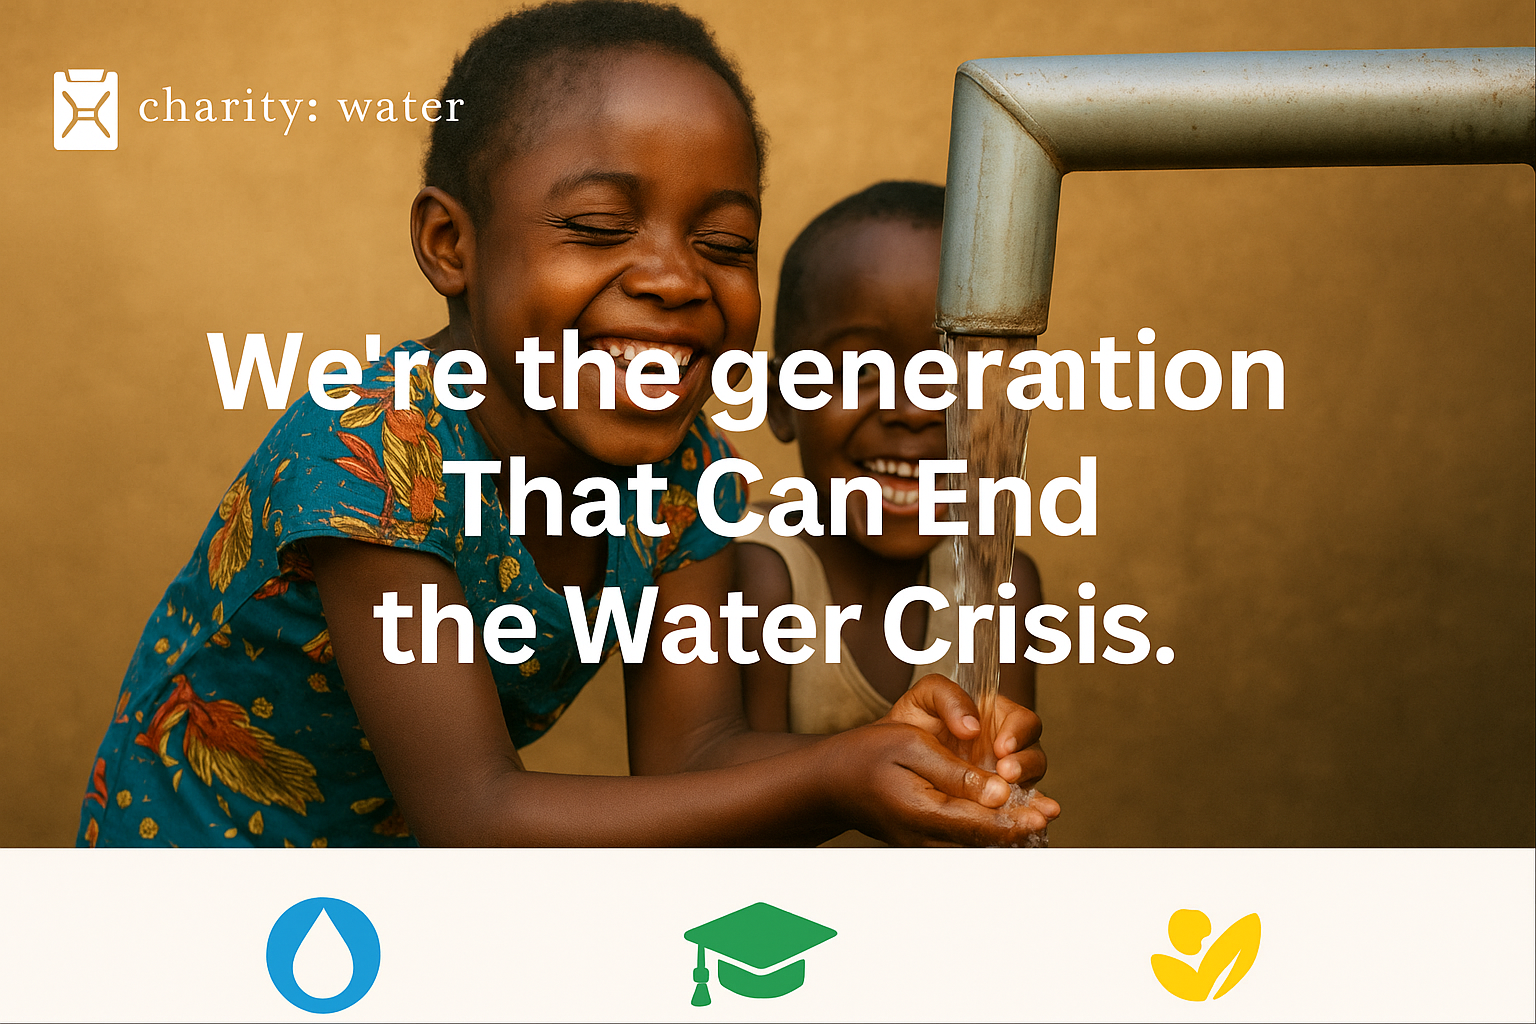 charity: water
We're the generation
That Can End
the Water Crisis.